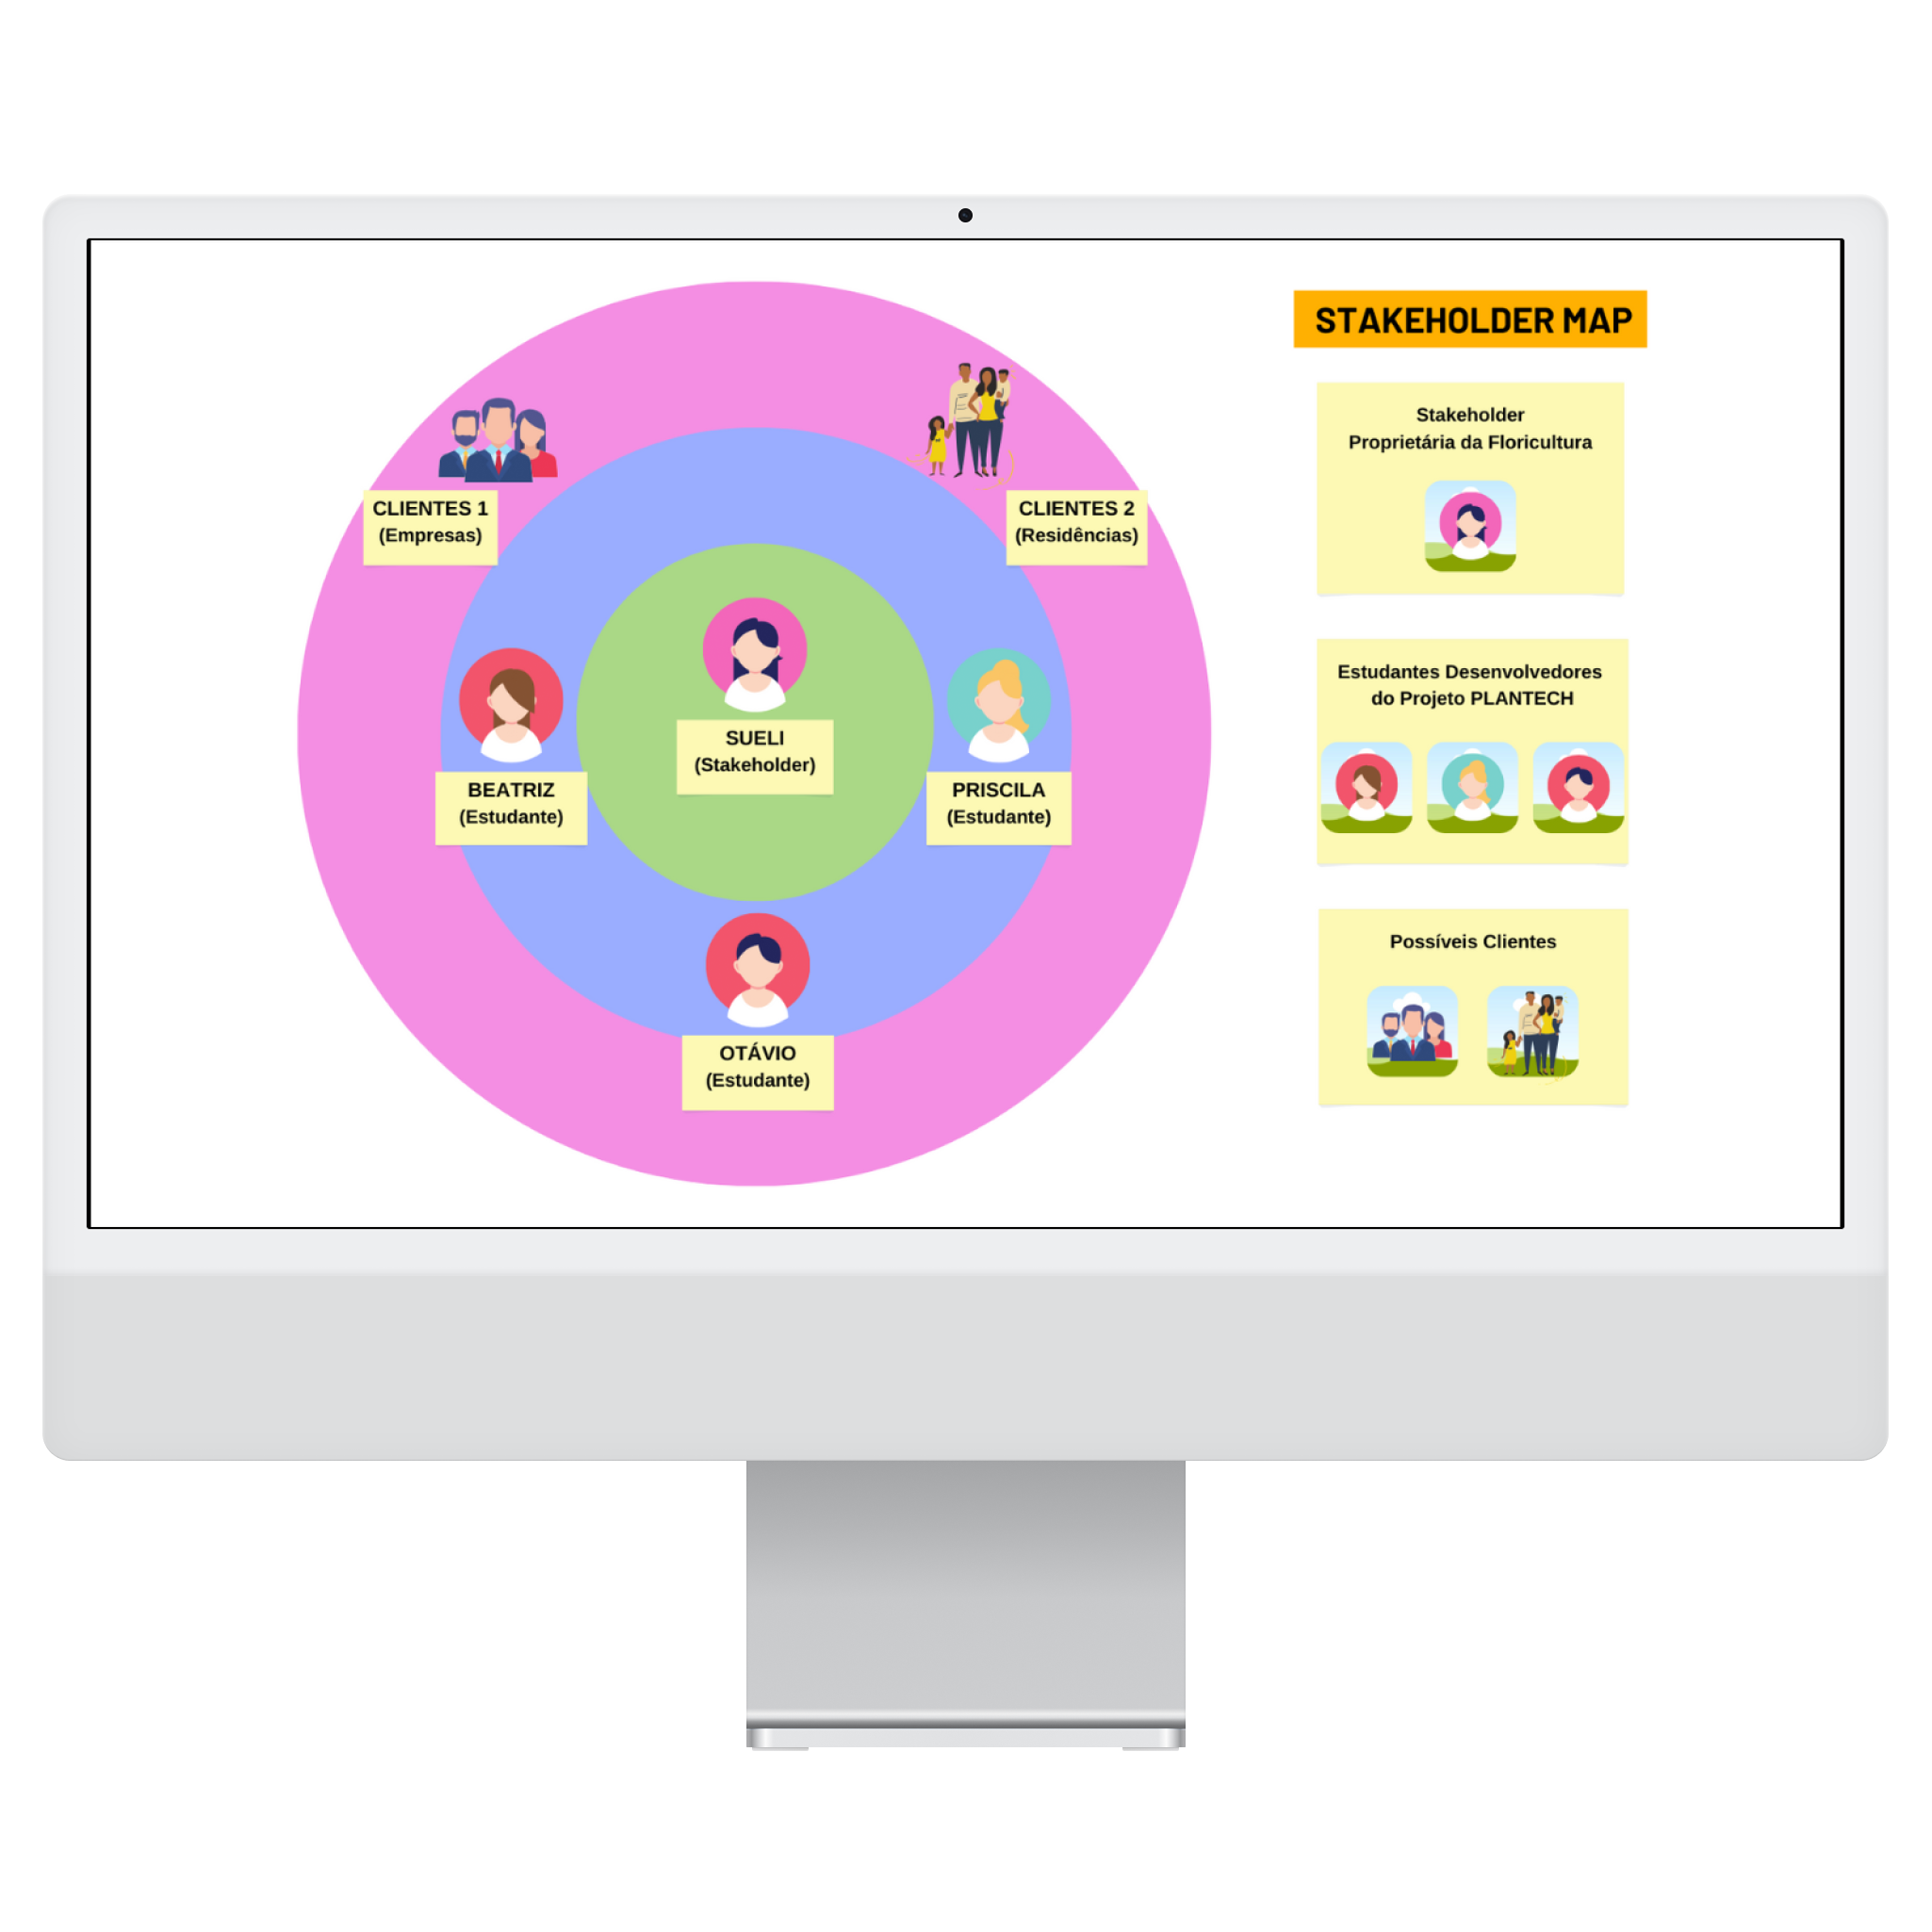 STAKEHOLDER MAP
CLIENTES 1
(Empresas)
CLIENTES 2
(Residências)
SUELI
(Stakeholder)
BEATRIZ
(Estudante)
PRISCILA
(Estudante)
OTÁVIO
(Estudante)
Stakeholder
Proprietária da Floricultura
Estudantes Desenvolvedores
do Projeto PLANTECH
Possíveis Clientes